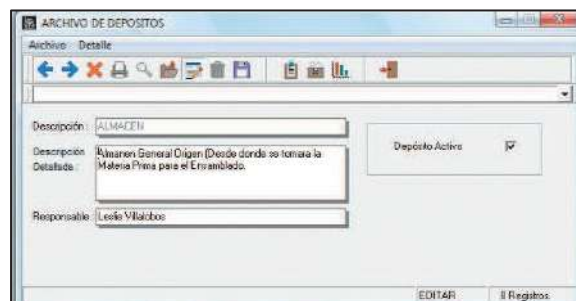 ARCHIVO DE DEPOSITOS
Archivo Detalle
Descripción: ALMACEN
Descripción Detallada: Almanen General Origen (Desde donde se tomara la
Materia Prima para el Ensamblado.
Depósito Activo
Responsable: Leslie Villalobos
EDITAR 8 Registros